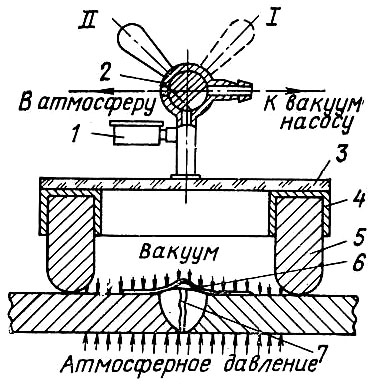 II
I
2
В атмосферу
К вакуум
насосу
1
3
4
5
Вакуум
6
7
Атмосферное давление